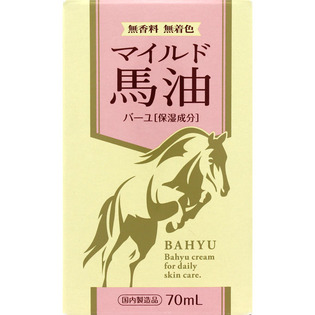 無香料 無着色
マイルド
馬油
バーユ[保湿成分]
BAHYU
Bahyu cream
for daily
skin care.
国内製造品 70mL